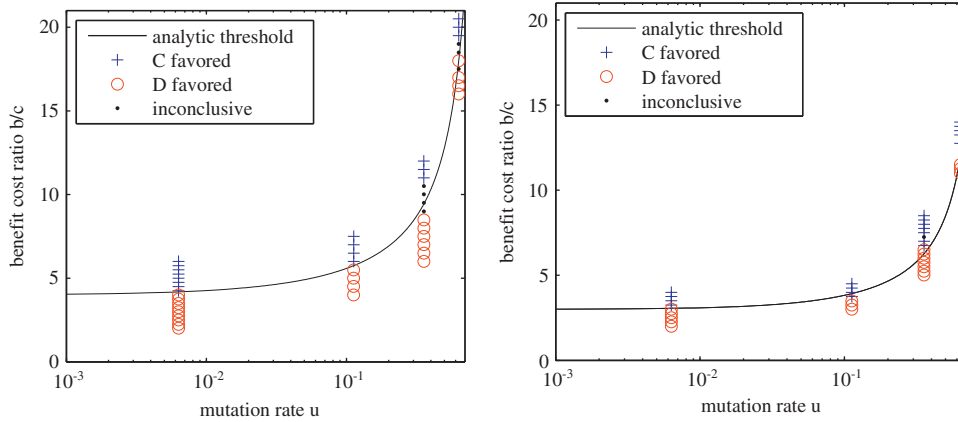 20
15
10
5
0
benefit cost ratio b/c
analytic threshold
C favored
D favored
inconclusive
10-3
10-2
10-1
mutation rate u
20
15
10
5
0
benefit cost ratio b/c
analytic threshold
C favored
D favored
inconclusive
10-3
10-2
10-1
mutation rate u